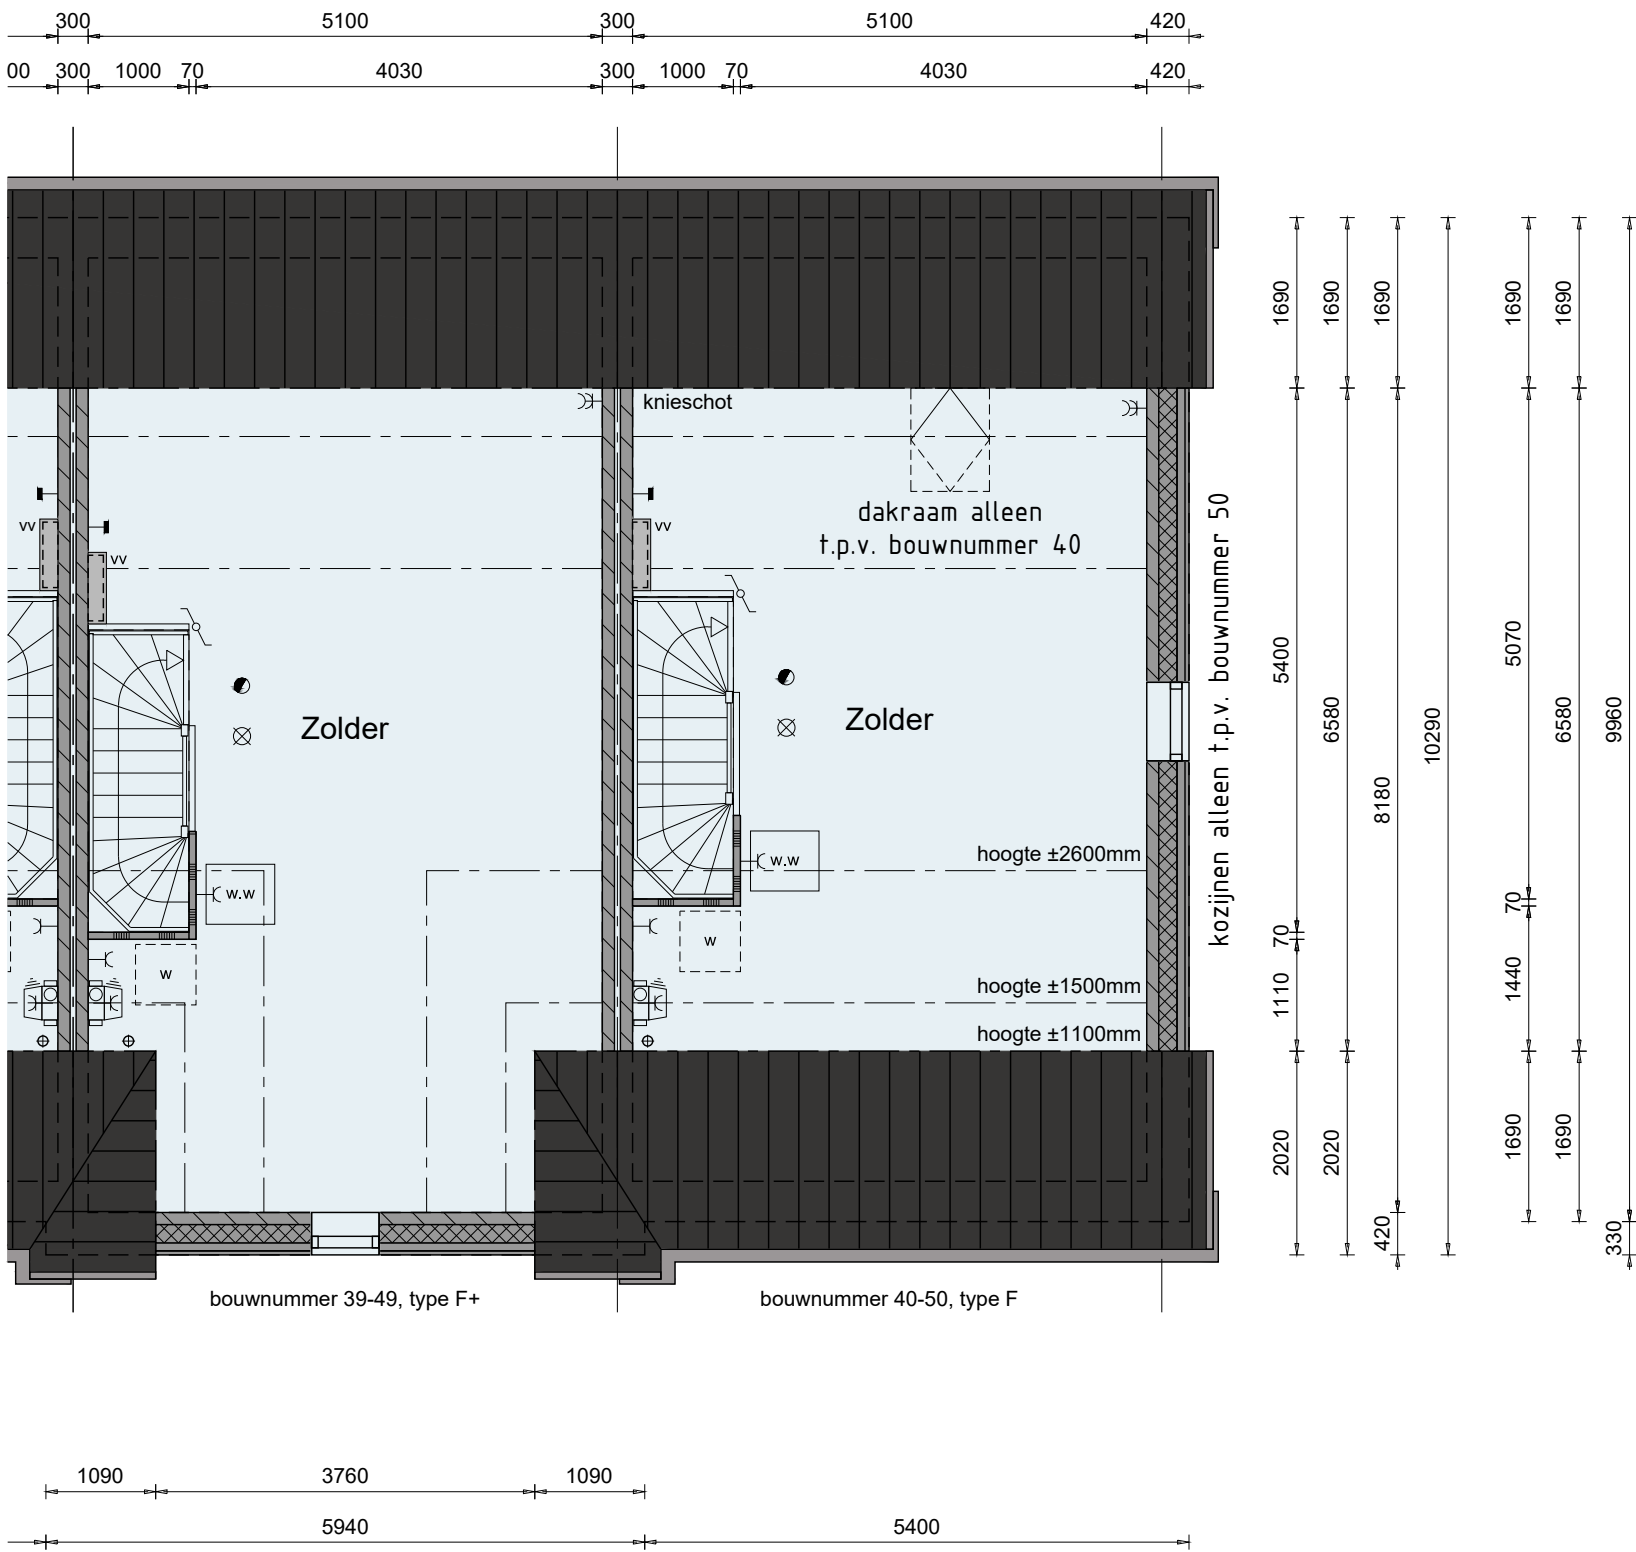 300 5100 300 5100 420
00 300 1000 70 4030 300 1000 70 4030 420
1690 1690 1690 1690 1690
knieschot
dakraam alleen
t.p.v. bouwnummer 40
kozijnen alleen t.p.v. bouwnummer 50
vv vv vv
Zolder Zolder
5400 6580 8180 10290 5070 6580 9960
hoogte ±2600mm
w.w w.w
w w
70 1110 70 1440
hoogte ±1500mm
hoogte ±1100mm
2020 2020 420 1690 1690 330
bouwnummer 39-49, type F+ bouwnummer 40-50, type F
1090 3760 1090
5940 5400